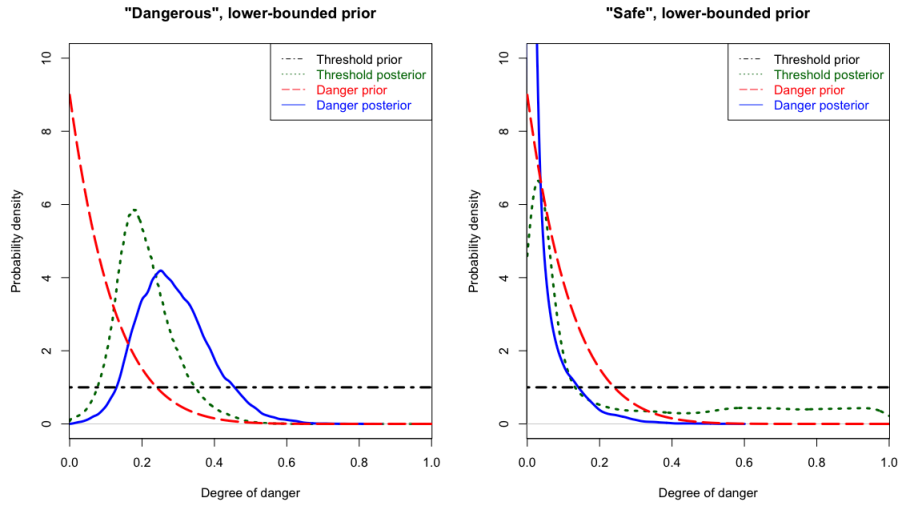 "Dangerous", lower-bounded prior
Threshold prior
Threshold posterior
Danger prior
Danger posterior
10
8
6
4
2
0
Probability density
0.0 0.2 0.4 0.6 0.8 1.0
Degree of danger
"Safe", lower-bounded prior
Threshold prior
Threshold posterior
Danger prior
Danger posterior
10
8
6
4
2
0
Probability density
0.0 0.2 0.4 0.6 0.8 1.0
Degree of danger